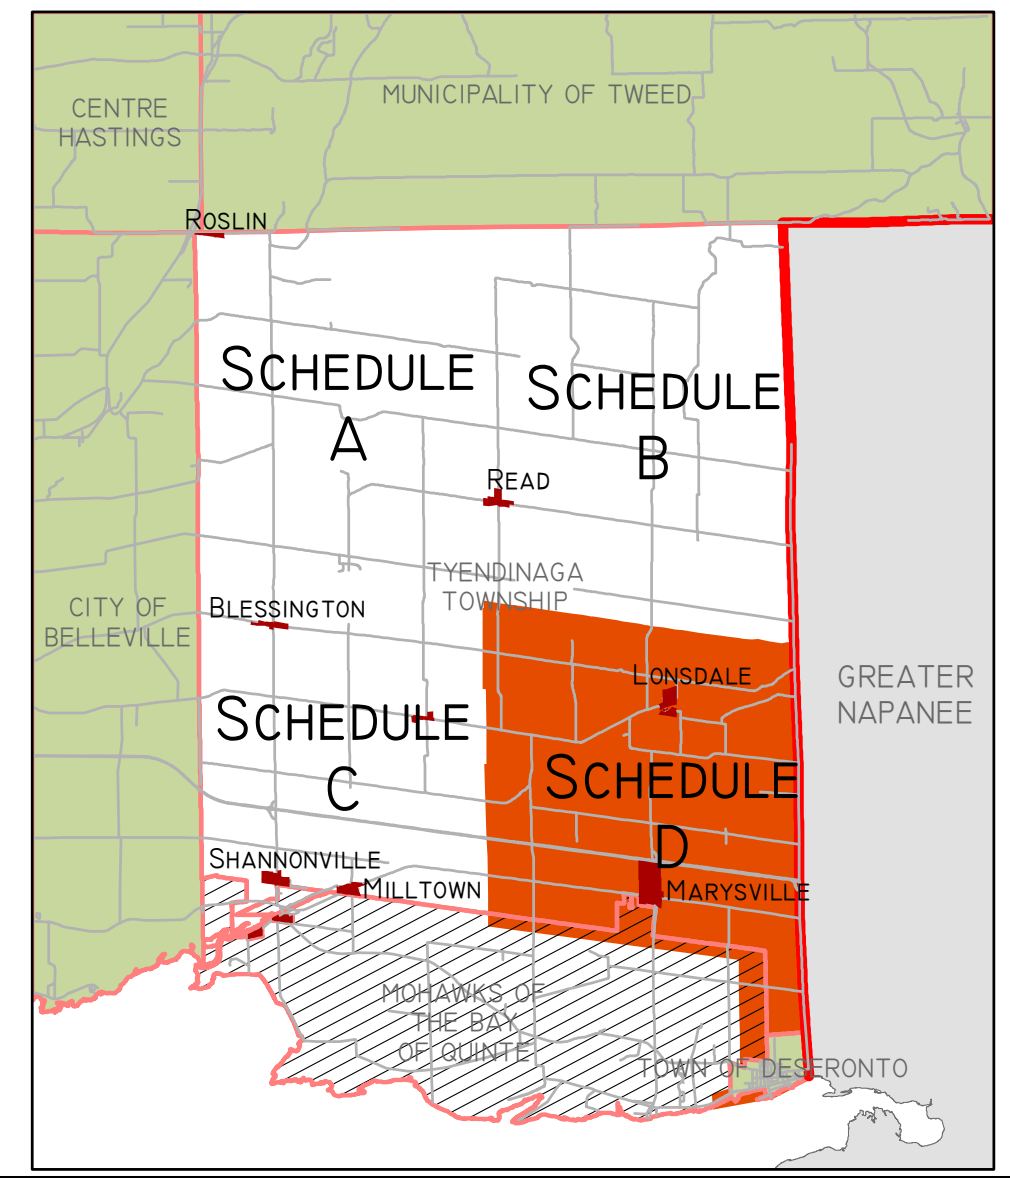 MUNICIPALITY OF TWEED
CENTRE
HASTINGS
ROSLIN
SCHEDULE
A
SCHEDULE
B
READ
TYENDINAGA
TOWNSHIP
CITY OF
BELLEVILLE
BLESSINGTON
LONSDALE
GREATER
NAPANEE
SCHEDULE
C
SCHEDULE
D
SHANNONVILLE
MILLTOWN
MARYSVILLE
MOHAWKS OF
THE BAY
OF QUINTE
TOWN OF DESERONTO